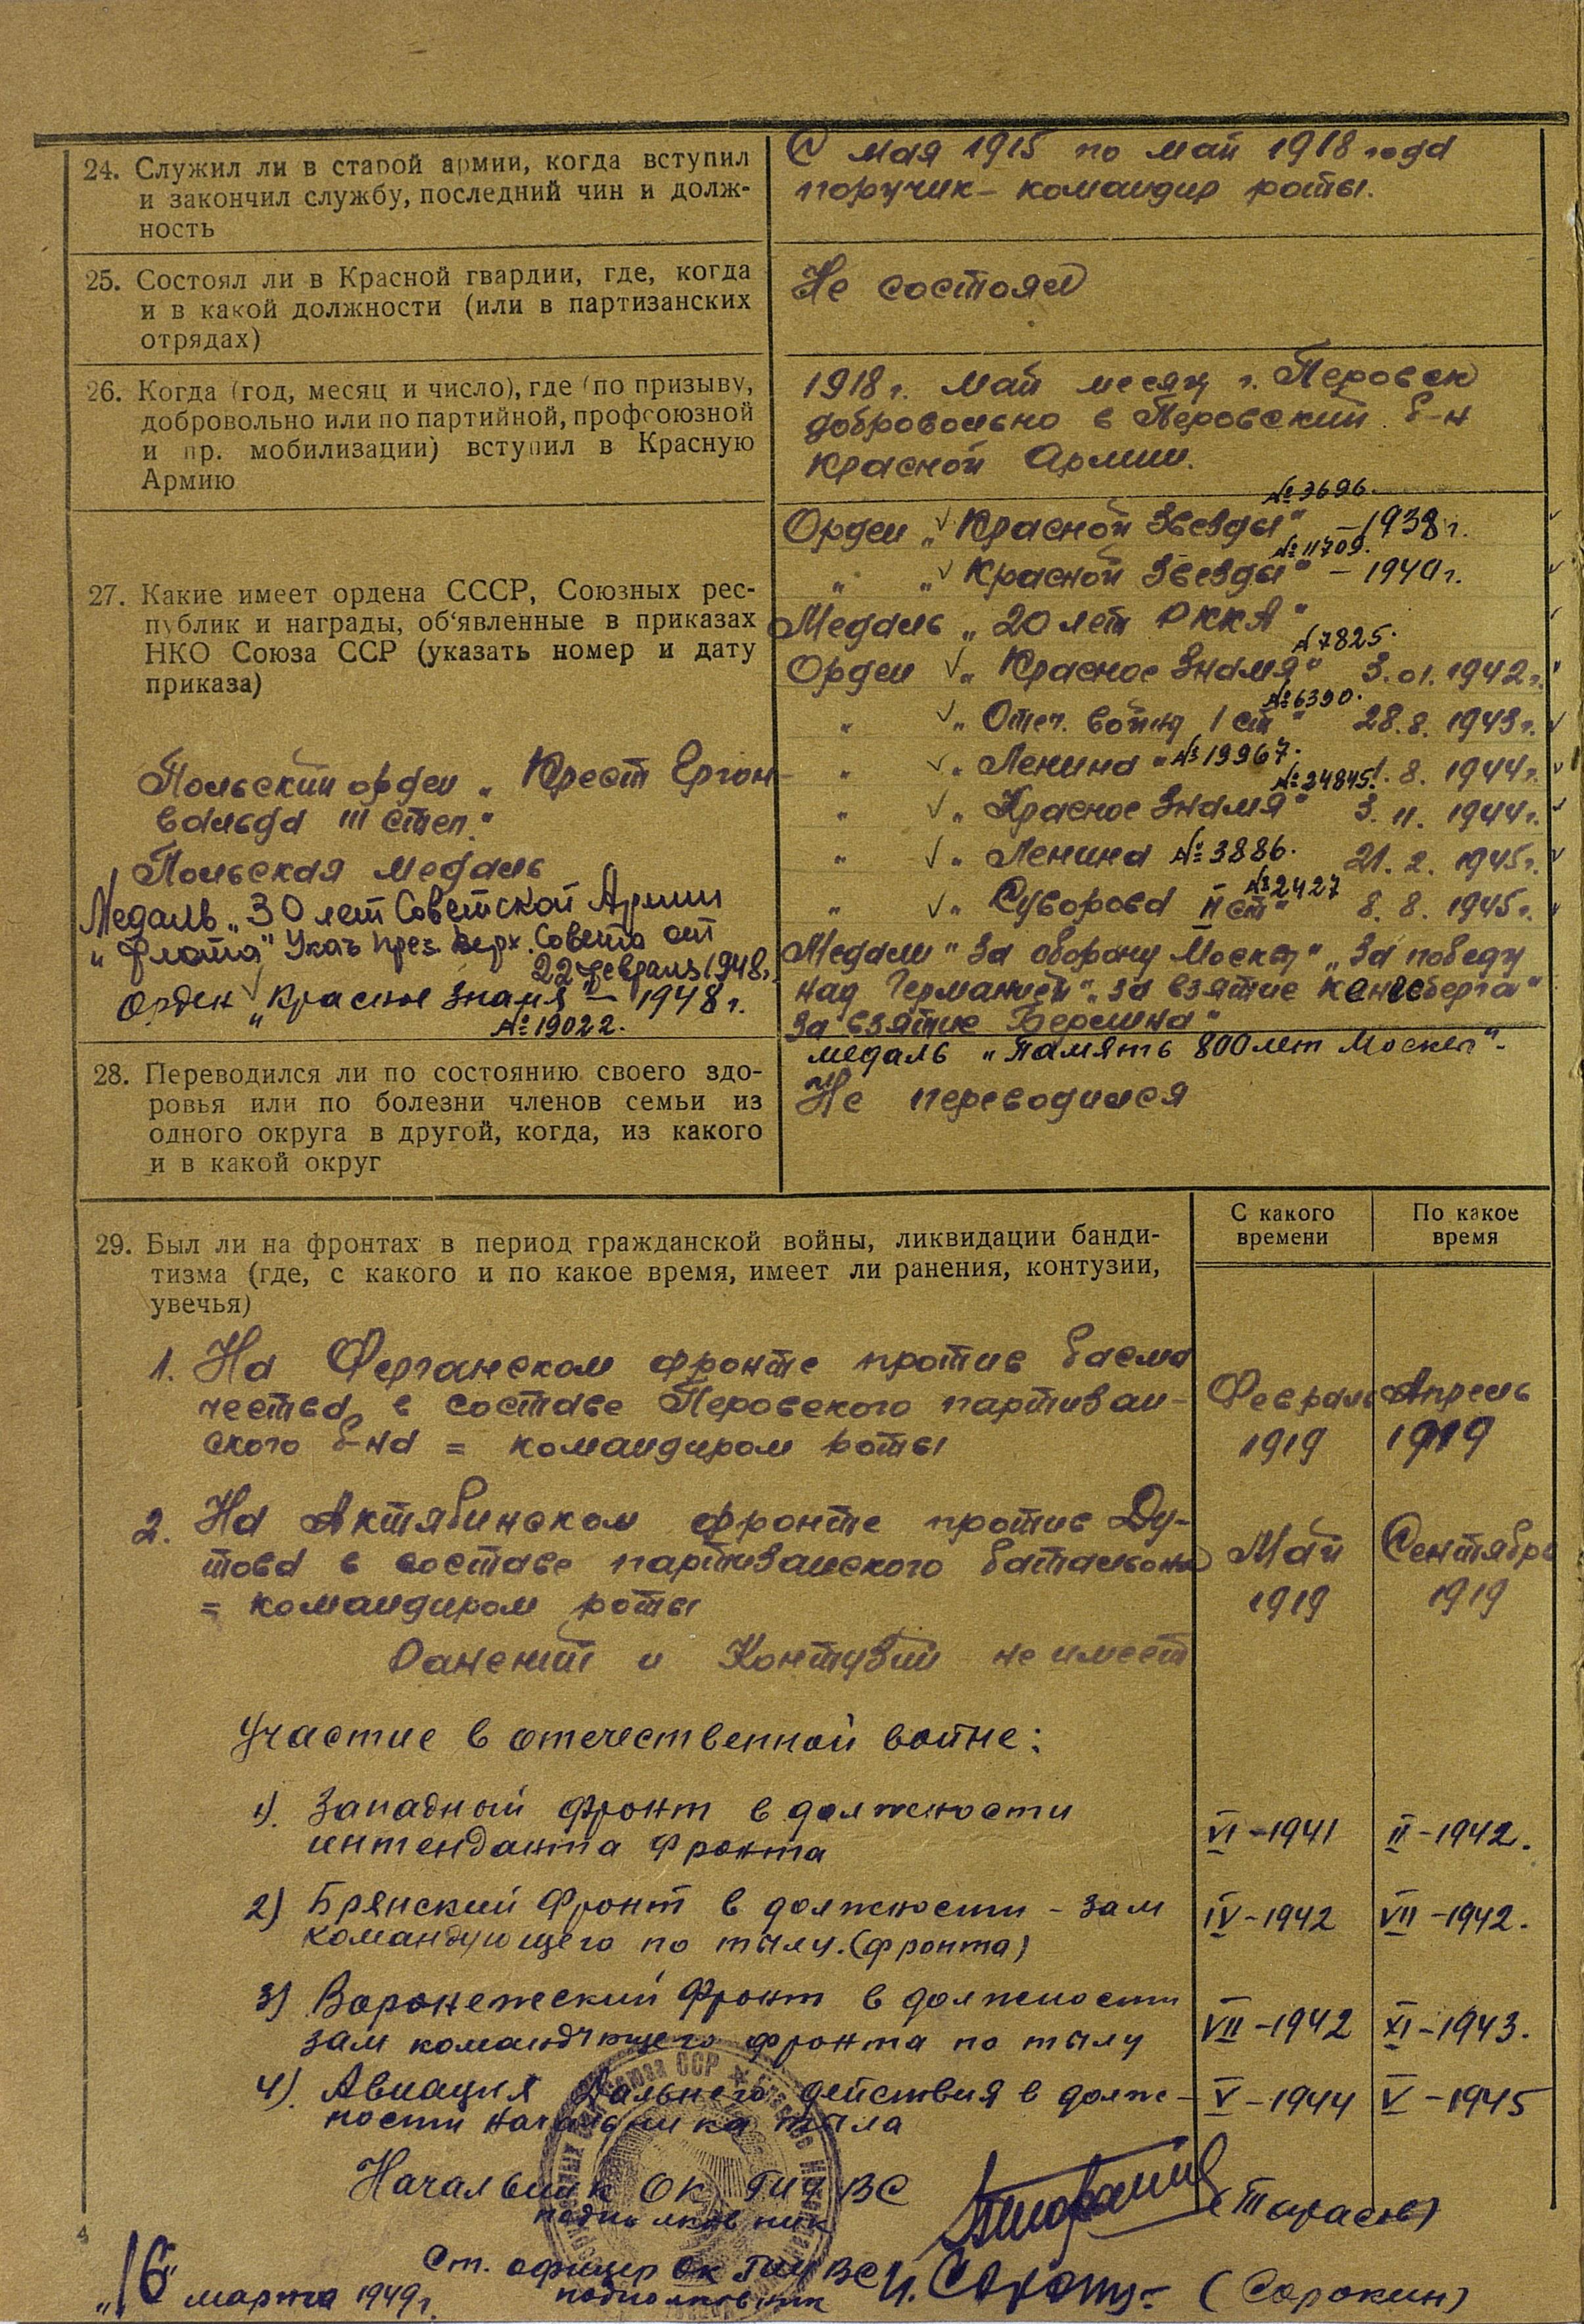 24. Служил ли в старой армии, когда вступил
и закончил службу, последний чин и долж-
ность
С мая 1915 по май 1918 года
поручик – командир роты.
25. Состоял ли в Красной гвардии, где, когда
и в какой должности (или в партизанских
отрядах)
Не состоял
26. Когда (год, месяц и число), где (по призыву,
добровольно или по партийной, профсоюзной
и пр. мобилизации) вступил в Красную
Армию
1918 г. май месяц г. Перовск
добровольно в Перовский б-н
Красной Армии.
27. Какие имеет ордена СССР, Союзных рес-
публик и награды, об'явленные в приказах
НКО Союза ССР (указать номер и дату
приказа)
Польский орден „Крест Грюн-
вальда III степ."
Польская медаль
Медаль „30 лет Советской Армии
и Флота" Указ През. Верх. Совета от
22 февраля 1948 г.
Орден „Красное Знамя" – 1948 г.
№ 19022.
№ 3696.
Орден „Красной Звезды" – 1938 г.
№ 11709.
„ „Красной Звезды" – 1940 г.
Медаль „20 лет РККА"
№ 7825.
Орден „Красное Знамя" 3.01.1942 г.
№ 6390.
„ „Отеч. войны 1 ст" 28.8.1943 г.
„ „Ленина" № 19967. 1.8.1944 г.
№ 24845
„ „Красное Знамя" 3.11.1944 г.
„ „Ленина № 3886. 21.2.1945 г.
№ 2427
„ „Суворова II ст" 8.8.1945 г.
Медали „За оборону Москвы" „За победу
над Германией" „за взятие Кенгсберга"
За взятие Берлина"
медаль „Память 800 лет Москвы".
28. Переводился ли по состоянию своего здо-
ровья или по болезни членов семьи из
одного округа в другой, когда, из какого
и в какой округ
Не переводился
29. Был ли на фронтах в период гражданской войны, ликвидации банди-
тизма (где, с какого и по какое время, имеет ли ранения, контузии,
увечья)
С какого
времени
По какое
время
1. На Ферганском фронте против басма
чества, в составе Перовского партизан-
ского б-на = командиром роты
Февраль
1919
Апрель
1919
2. На Актябинском фронте против Ду-
това в составе партизанского батальона
= командиром роты
Май
1919
Сентябрь
1919
Ранений и Контузий не имеет
Участие в отечественной войне:
1). Западный фронт в должности
интенданта фронта
VI – 1941
II – 1942.
2) Брянский фронт в должности – зам
командующего по тылу. (фронта)
IV – 1942
VII – 1942.
3) Воронежский фронт в должности
зам командующего фронта по тылу
VII – 1942
XI – 1943.
4). Авиация Дальнего действия в долж-
ности начальника тыла
V – 1944
V – 1945
Начальник ОК ВС
подполковник
(Тарасов)
Ст. офицер ОК ВС
подполковник
(Сорокин)
„16" марта 1949 г.